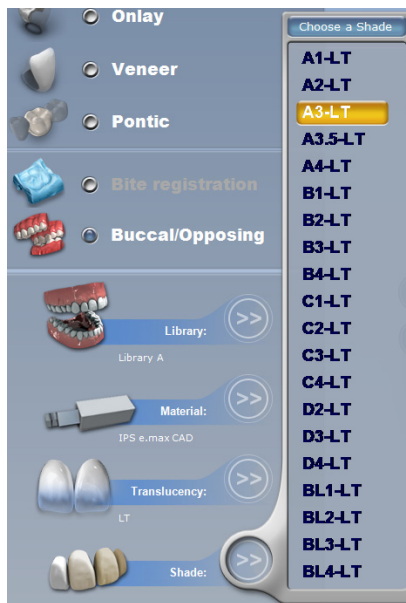 Onlay
Veneer
Pontic
Bite registration
Buccal/Opposing
Library:
Library A
Material:
IPS e.max CAD
Translucency:
LT
Shade:
Choose a Shade
A1-LT
A2-LT
A3-LT
A3.5-LT
A4-LT
B1-LT
B2-LT
B3-LT
B4-LT
C1-LT
C2-LT
C3-LT
C4-LT
D2-LT
D3-LT
D4-LT
BL1-LT
BL2-LT
BL3-LT
BL4-LT